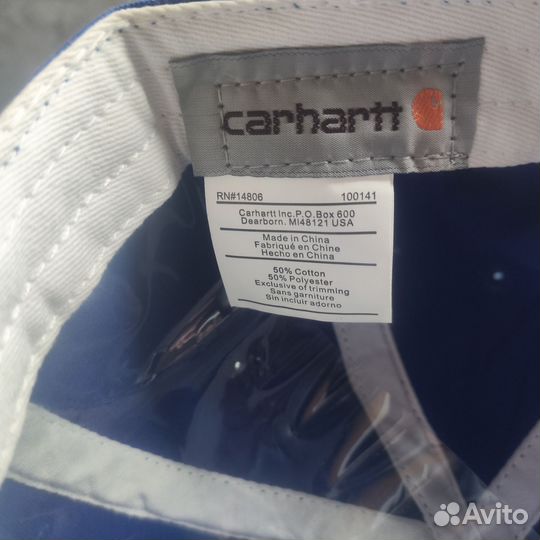 carhartt
RN#14806 100141
Carhartt Inc.P.O.Box 600
Dearborn. MI48121 USA
Made in China
Fabriqué en Chine
Hecho en China
50% Cotton
50% Polyester
Exclusive of trimming
Sans garniture
Sin incluir adorno
Avito